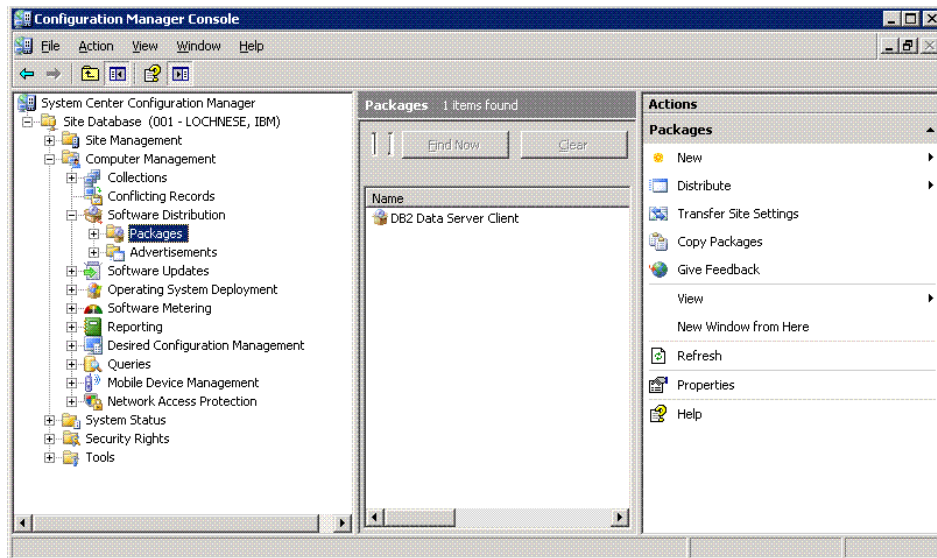 Configuration Manager Console
File Action View Window Help
System Center Configuration Manager
Site Database (001 - LOCHNESE, IBM)
Site Management
Computer Management
Collections
Conflicting Records
Software Distribution
Packages
Advertisements
Software Updates
Operating System Deployment
Software Metering
Reporting
Desired Configuration Management
Queries
Mobile Device Management
Network Access Protection
System Status
Security Rights
Tools
Packages 1 items found
Find Now Clear
Name
DB2 Data Server Client
Actions
Packages
New
Distribute
Transfer Site Settings
Copy Packages
Give Feedback
View
New Window from Here
Refresh
Properties
Help